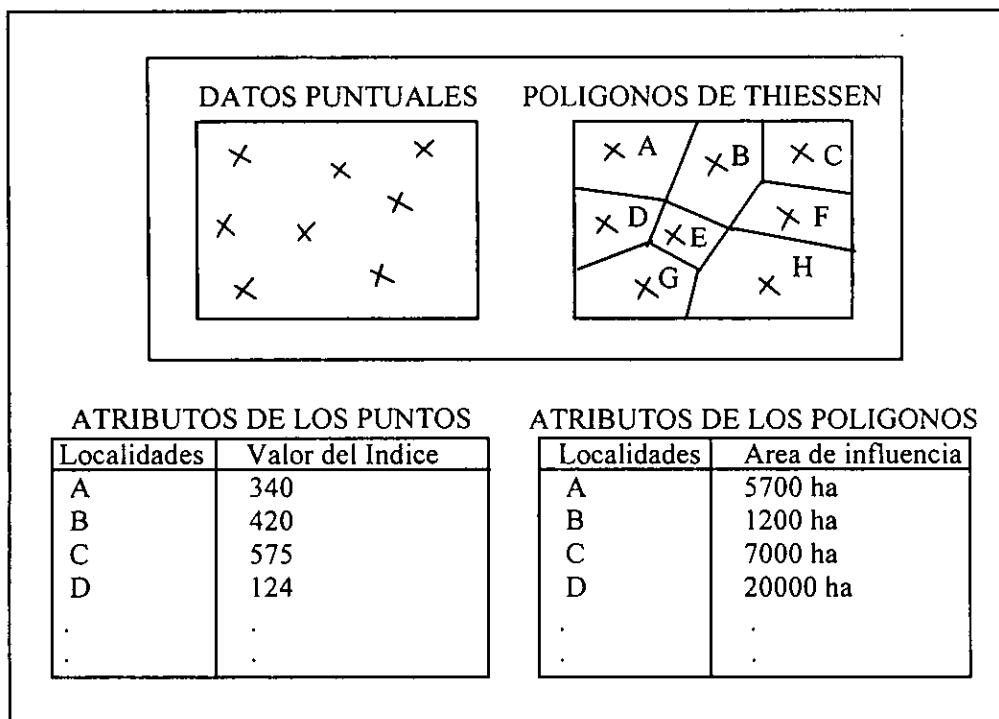 DATOS PUNTUALES
POLIGONOS DE THIESSEN
A
B
C
D
E
F
G
H
ATRIBUTOS DE LOS PUNTOS
Localidades Valor del Indice
A 340
B 420
C 575
D 124
. .
. .
ATRIBUTOS DE LOS POLIGONOS
Localidades Area de influencia
A 5700 ha
B 1200 ha
C 7000 ha
D 20000 ha
. .
. .